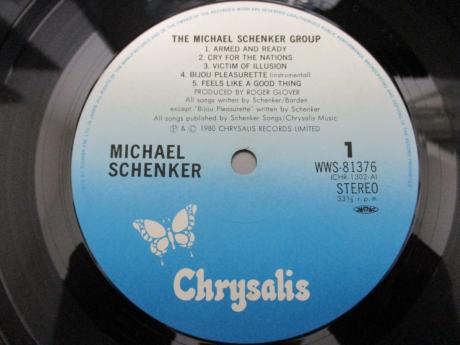 THE MICHAEL SCHENKER GROUP
1. ARMED AND READY
2. CRY FOR THE NATIONS
3. VICTIM OF ILLUSION
4. BIJOU PLEASURETTE (instrumental)
5. FEELS LIKE A GOOD THING
PRODUCED BY ROGER GLOVER
All songs written by Schenker/Barden
except "Bijou Pleasurette" written by Schenker
All songs published by Schenker Songs/Chrysalis Music
Ⓟ & © 1980 CHRYSALIS RECORDS LIMITED
MICHAEL
SCHENKER
1
WWS-81376
(CHR-1302-A)
STEREO
33⅓ r.p.m.
Chrysalis